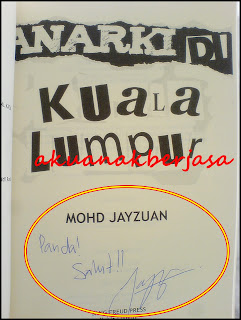 ANARKI DI
KUaLa
LUmPUr
akuanakberjasa
MOHD JAYZUAN
Panda!
Salut!!